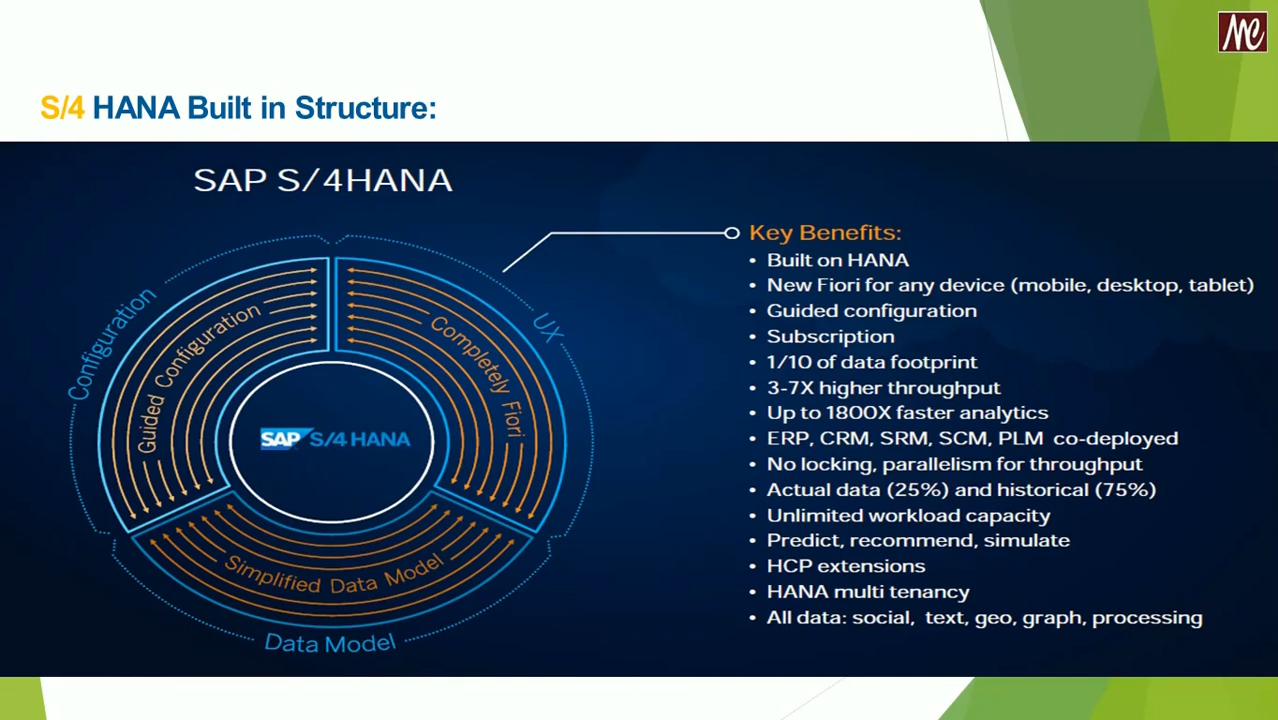 MC
S/4 HANA Built in Structure:
SAP S/4HANA
Configuration
Guided Configuration
UX
Completely Fiori
SAP S/4 HANA
Simplified Data Model
Data Model
Key Benefits:
• Built on HANA
• New Fiori for any device (mobile, desktop, tablet)
• Guided configuration
• Subscription
• 1/10 of data footprint
• 3-7X higher throughput
• Up to 1800X faster analytics
• ERP, CRM, SRM, SCM, PLM co-deployed
• No locking, parallelism for throughput
• Actual data (25%) and historical (75%)
• Unlimited workload capacity
• Predict, recommend, simulate
• HCP extensions
• HANA multi tenancy
• All data: social, text, geo, graph, processing